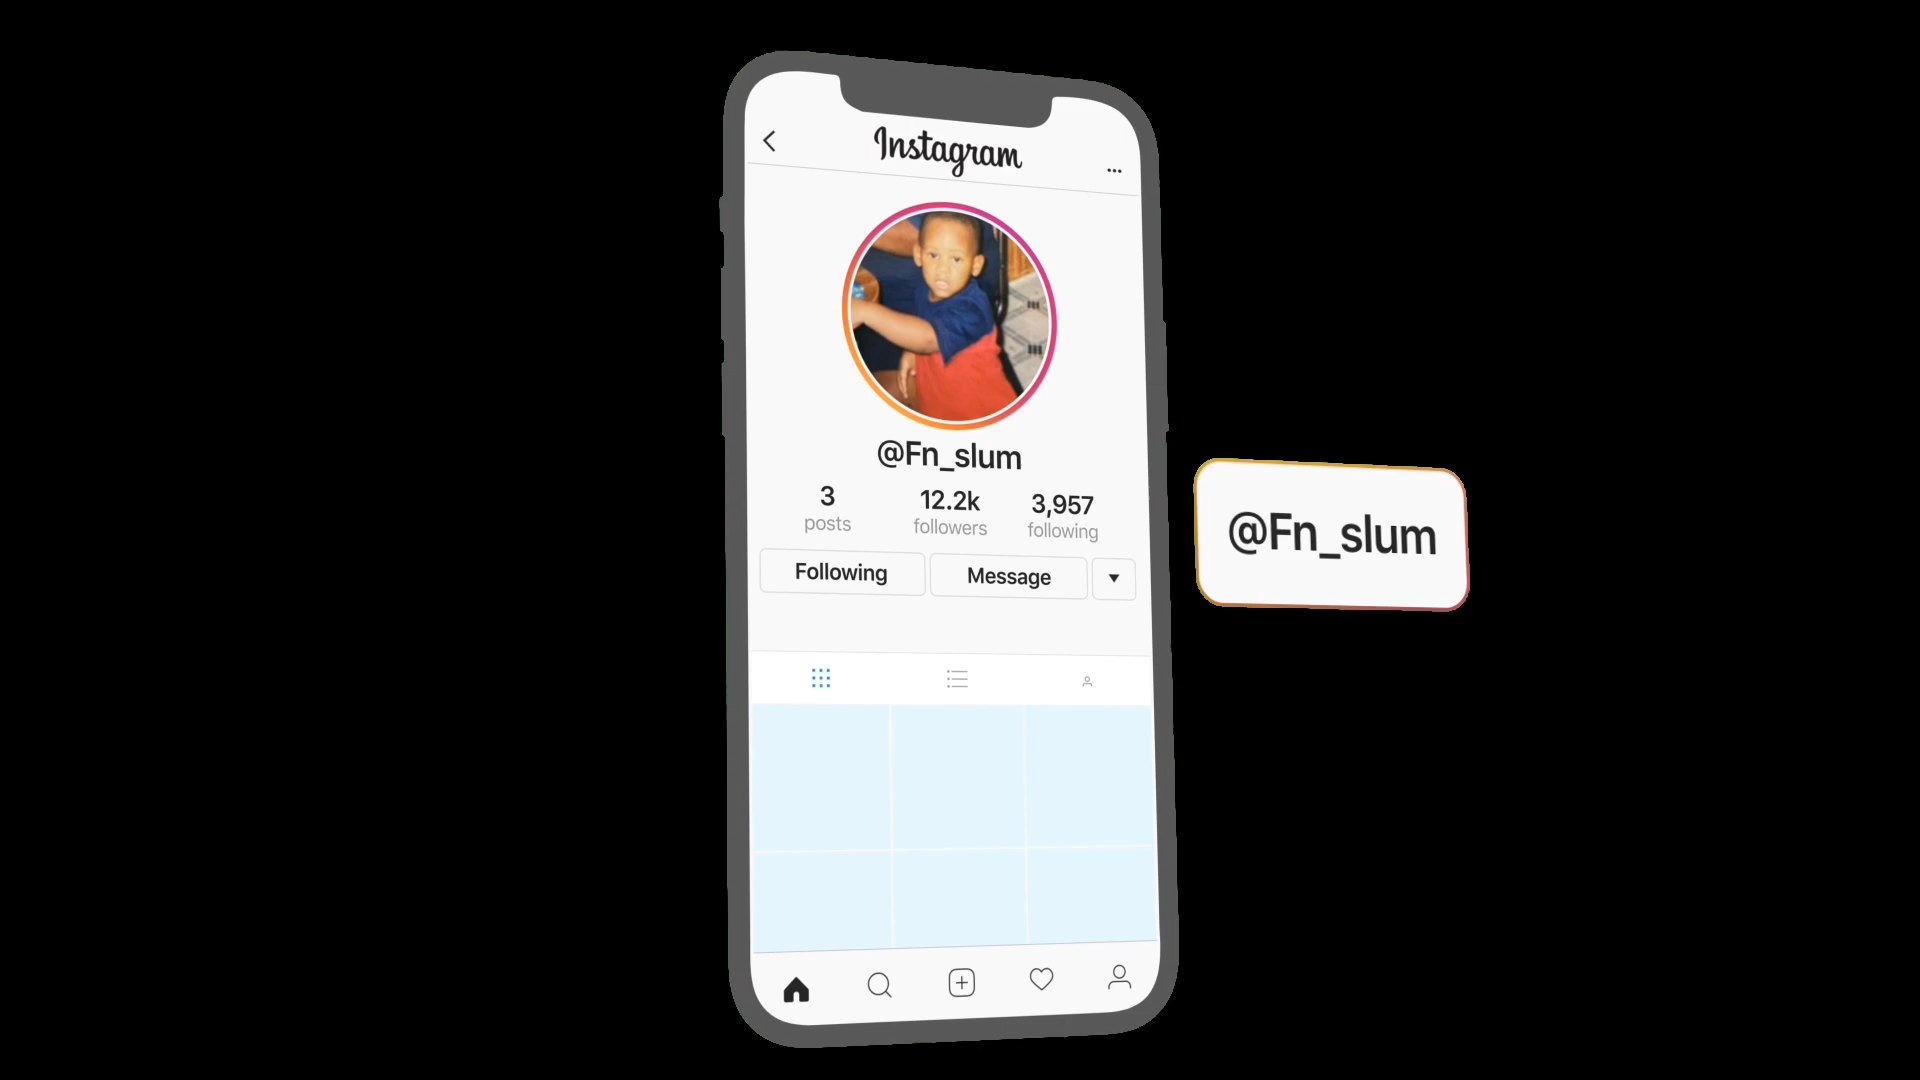 Instagram
@Fn_slum
3 12.2k 3,957
posts followers following
Following Message
@Fn_slum